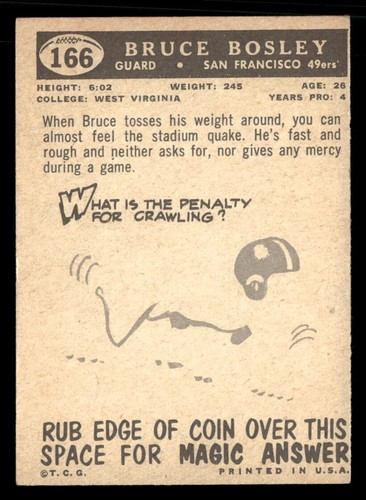 166
BRUCE BOSLEY
GUARD • SAN FRANCISCO 49ers
HEIGHT: 6:02 WEIGHT: 245 AGE: 26
COLLEGE: WEST VIRGINIA YEARS PRO: 4
When Bruce tosses his weight around, you can
almost feel the stadium quake. He's fast and
rough and neither asks for, nor gives any mercy
during a game.
WHAT IS THE PENALTY
FOR CRAWLING?
RUB EDGE OF COIN OVER THIS
SPACE FOR MAGIC ANSWER
© T. C. G. PRINTED IN U.S.A.